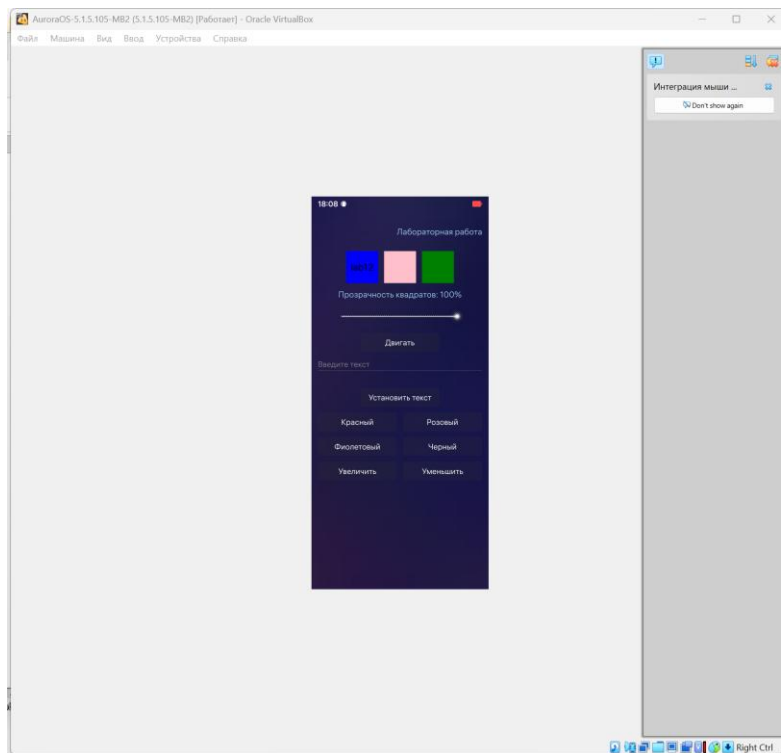 AuroraOS-5.1.5.105-MB2 (5.1.5.105-MB2) [Работает] - Oracle VirtualBox
Файл Машина Вид Ввод Устройства Справка
Интеграция мыши ...
Don't show again
18:08
Лабораторная работа
Прозрачность квадратов: 100%
Двигать
Введите текст
Установить текст
Красный Розовый
Фиолетовый Черный
Увеличить Уменьшить
Right Ctrl